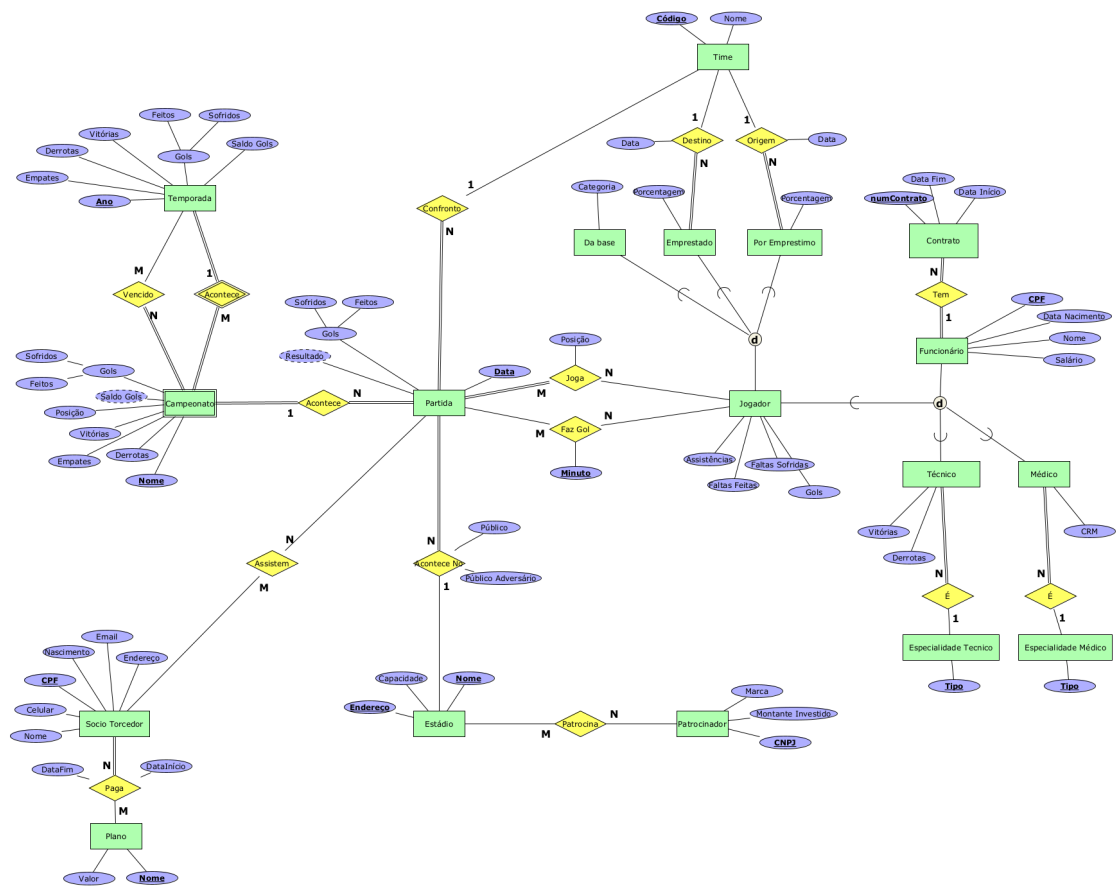 Código
Nome
Time
Feitos
Sofridos
Vitórias
Derrotas
Gols
Saldo Gols
Empates
Ano
Temporada
1
1
Data
Destino
Origem
Data
N
N
Categoria
Porcentagem
Porcentagem
Data Fim
Data Início
numContrato
Contrato
1
Confronto
N
Da base
Emprestado
Por Emprestimo
M
1
Vencido
Acontece
N
M
N
Tem
1
CPF
Data Nacimento
Nome
Salário
Funcionário
Sofridos
Feitos
Gols
Resultado
d
Sofridos
Gols
Feitos
Saldo Gols
Posição
Vitórias
Empates
Derrotas
Nome
Campeonato
1
Acontece
N
Partida
Data
Posição
Joga
N
M
M
N
Faz Gol
Minuto
Jogador
d
Assistências
Faltas Feitas
Faltas Sofridas
Gols
Técnico
Médico
Vitórias
Derrotas
CRM
N
Assistem
M
N
Acontece No
1
Público
Público Adversário
N
É
1
N
É
1
Especialidade Tecnico
Especialidade Médico
Tipo
Tipo
Email
Nascimento
Endereço
CPF
Celular
Nome
Socio Torcedor
Capacidade
Nome
Endereço
Estádio
M
Patrocina
N
Patrocinador
Marca
Montante Investido
CNPJ
N
DataFim
DataInício
Paga
M
Plano
Valor
Nome